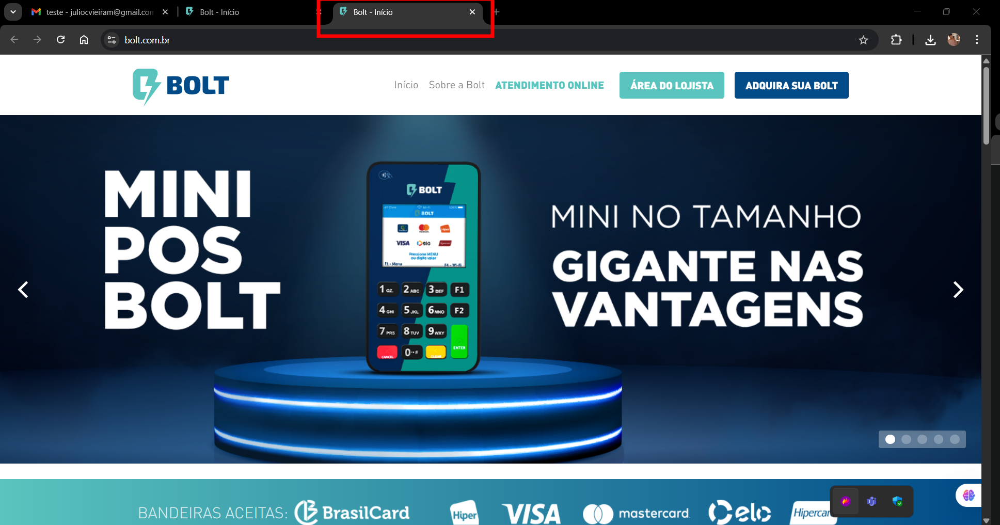 teste - juliocvieiram@gmail.com
Bolt - Início
Bolt - Início
bolt.com.br
BOLT
Início
Sobre a Bolt
ATENDIMENTO ONLINE
ÁREA DO LOJISTA
ADQUIRA SUA BOLT
MINI
POS
BOLT
BOLT
BOLT
VISA
elo
Hipercard
Pressione MENU
ou digite valor
F1 - Menu
F4 - Wi-Fi
1 QZ.
2 ABC
3 DEF
F1
4 GHI
5 JKL
6 MNO
F2
7 PRS
8 TUV
9 WXY
ENTER
CANCEL
0
CLEAR
MINI NO TAMANHO
GIGANTE NAS
VANTAGENS
BANDEIRAS ACEITAS:
BrasilCard
Hiper
VISA
mastercard.
elo
Hipercar